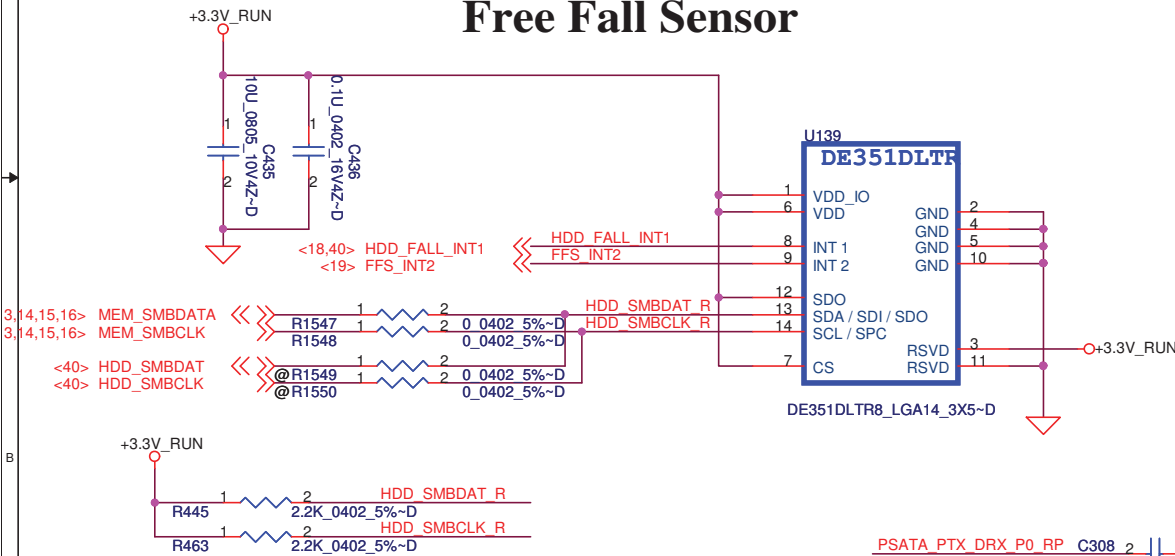 Free Fall Sensor
+3.3V_RUN
1
2
C435
10U_0805_10V4Z~D
1
2
C436
0.1U_0402_16V4Z~D
U139
DE351DLTR
1 VDD_IO
6 VDD
GND 2
GND 4
GND 5
GND 10
<18,40> HDD_FALL_INT1 HDD_FALL_INT1 8 INT 1
<19> FFS_INT2 FFS_INT2 9 INT 2
12 SDO
3,14,15,16> MEM_SMBDATA 1 2 HDD_SMBDAT_R 13 SDA / SDI / SDO
R1547 0_0402_5%~D
3,14,15,16> MEM_SMBCLK 1 2 HDD_SMBCLK_R 14 SCL / SPC
R1548 0_0402_5%~D
RSVD 3 +3.3V_RUN
RSVD 11
<40> HDD_SMBDAT 1 2
@R1549 0_0402_5%~D
7 CS
<40> HDD_SMBCLK 1 2
@R1550 0_0402_5%~D
DE351DLTR8_LGA14_3X5~D
B
+3.3V_RUN
1 2 HDD_SMBDAT_R
R445 2.2K_0402_5%~D
1 2 HDD_SMBCLK_R
R463 2.2K_0402_5%~D
PSATA_PTX_DRX_P0_RP C308 2